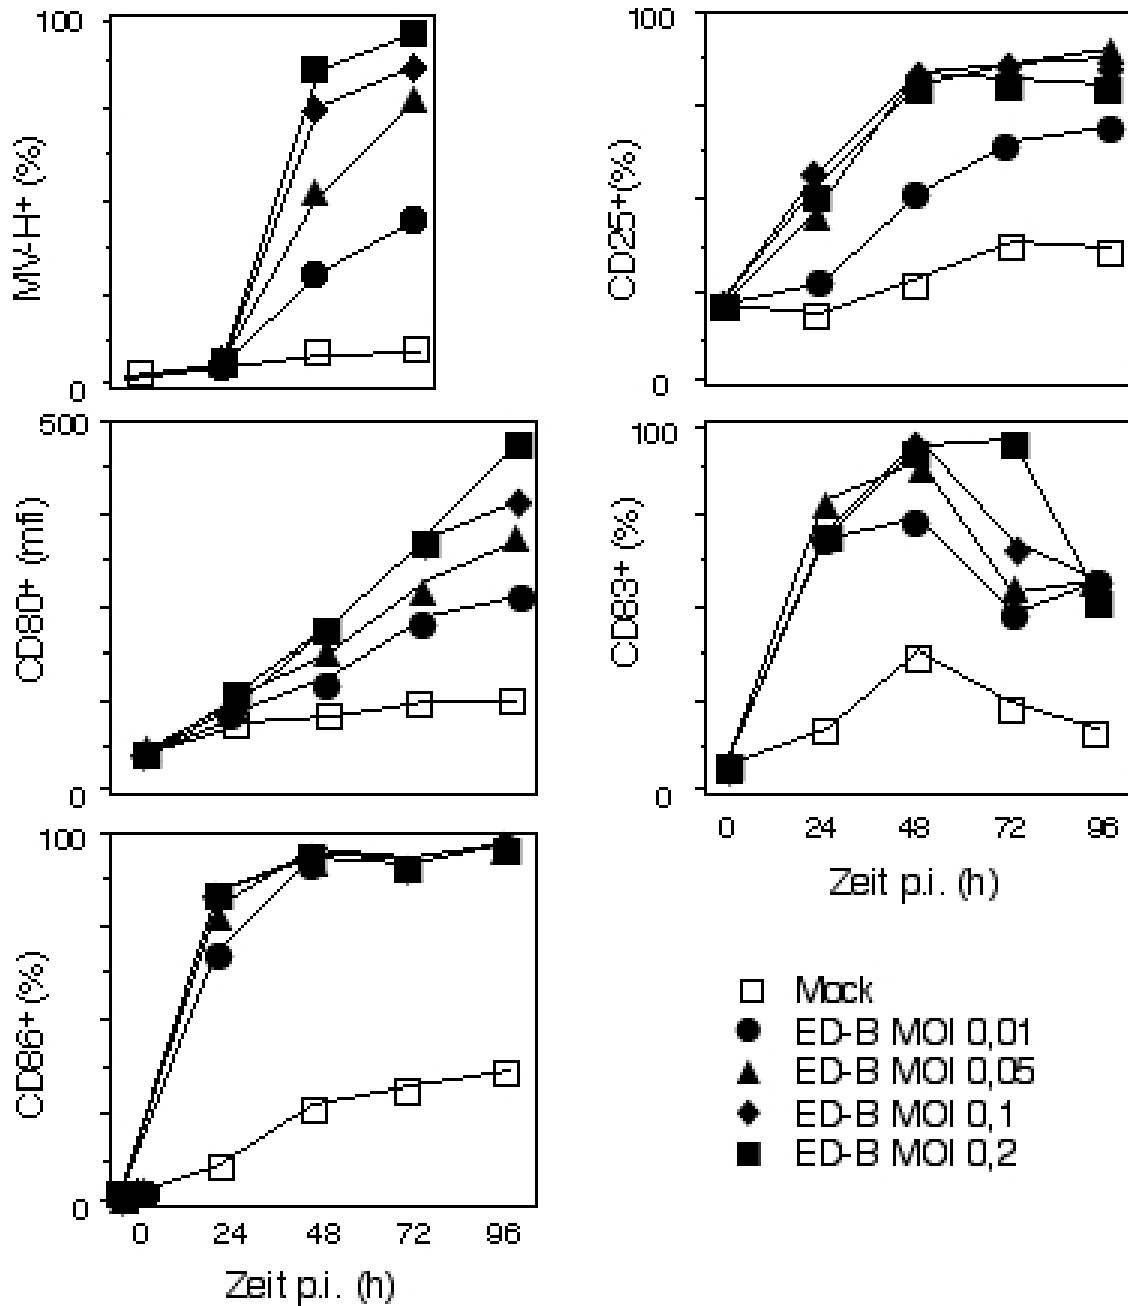 100
MV-H+ (%)
0
100
CD25+(%)
0
500
CD80+ (mfi)
0
100
CD83+ (%)
0
0 24 48 72 96
Zeit p.i. (h)
100
CD86+ (%)
0
0 24 48 72 96
Zeit p.i. (h)
Mock
ED-B MOI 0,01
ED-B MOI 0,05
ED-B MOI 0,1
ED-B MOI 0,2